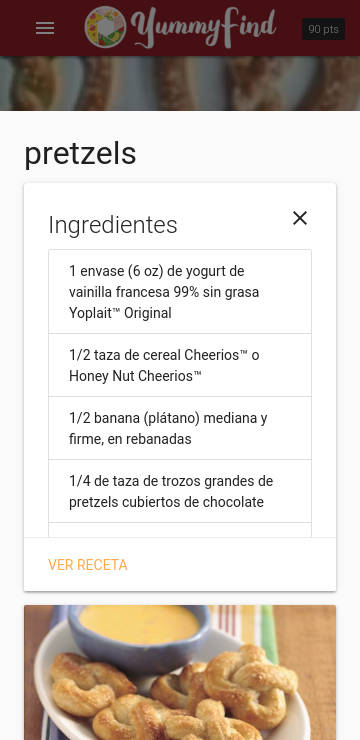 YummyFind
90 pts
pretzels
Ingredientes
1 envase (6 oz) de yogurt de
vainilla francesa 99% sin grasa
Yoplait™ Original
1/2 taza de cereal Cheerios™ o
Honey Nut Cheerios™
1/2 banana (plátano) mediana y
firme, en rebanadas
1/4 de taza de trozos grandes de
pretzels cubiertos de chocolate
VER RECETA